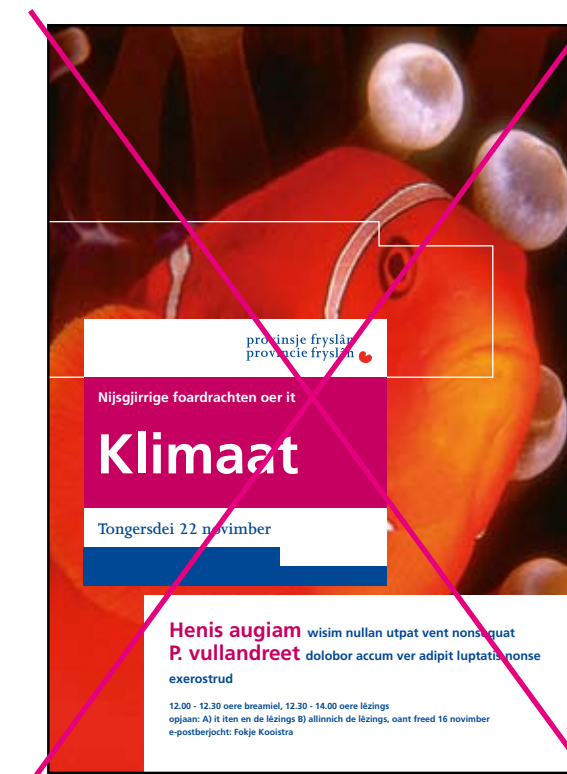 provinsje fryslân
provincie fryslân
Nijsgjirrige foardrachten oer it
Klimaat
Tongersdei 22 novimber
Henis augiam wisim nullan utpat vent nonsequat
P. vullandreet dolobor accum ver adipit luptatis nonse
exerostrud
12.00 - 12.30 oere breamiel, 12.30 - 14.00 oere lêzings
opjaan: A) it iten en de lêzings B) allinnich de lêzings, oant freed 16 novimber
e-postberjocht: Fokje Kooistra